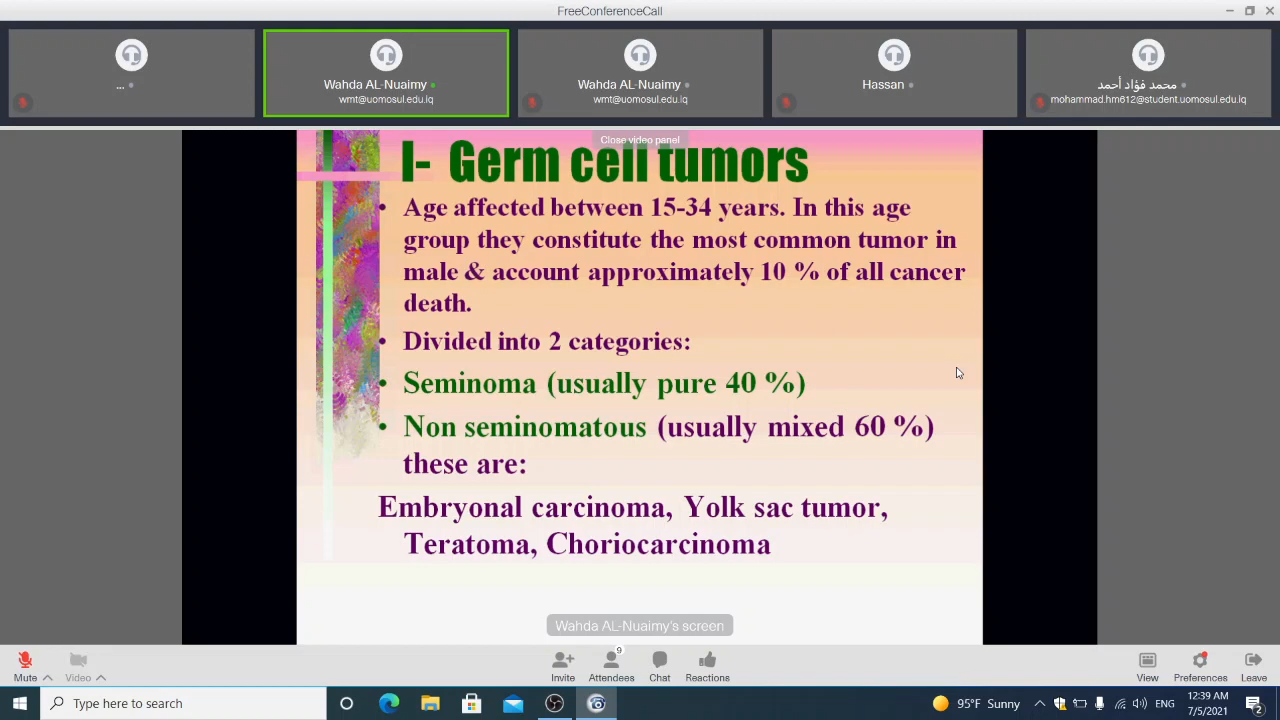 FreeConferenceCall
...
Wahda AL-Nuaimy
wmt@uomosul.edu.iq
Wahda AL-Nuaimy
wmt@uomosul.edu.iq
Hassan
محمد فؤاد أحمد
mohammad.hm612@student.uomosul.edu.iq
Close video panel
I- Germ cell tumors
• Age affected between 15-34 years. In this age
group they constitute the most common tumor in
male & account approximately 10 % of all cancer
death.
• Divided into 2 categories:
• Seminoma (usually pure 40 %)
• Non seminomatous (usually mixed 60 %)
these are:
Embryonal carcinoma, Yolk sac tumor,
Teratoma, Choriocarcinoma
Wahda AL-Nuaimy's screen
Mute
Video
Invite
9
Attendees
Chat
Reactions
View
Preferences
Leave
Type here to search
95°F Sunny
ENG
12:39 AM
7/5/2021
2